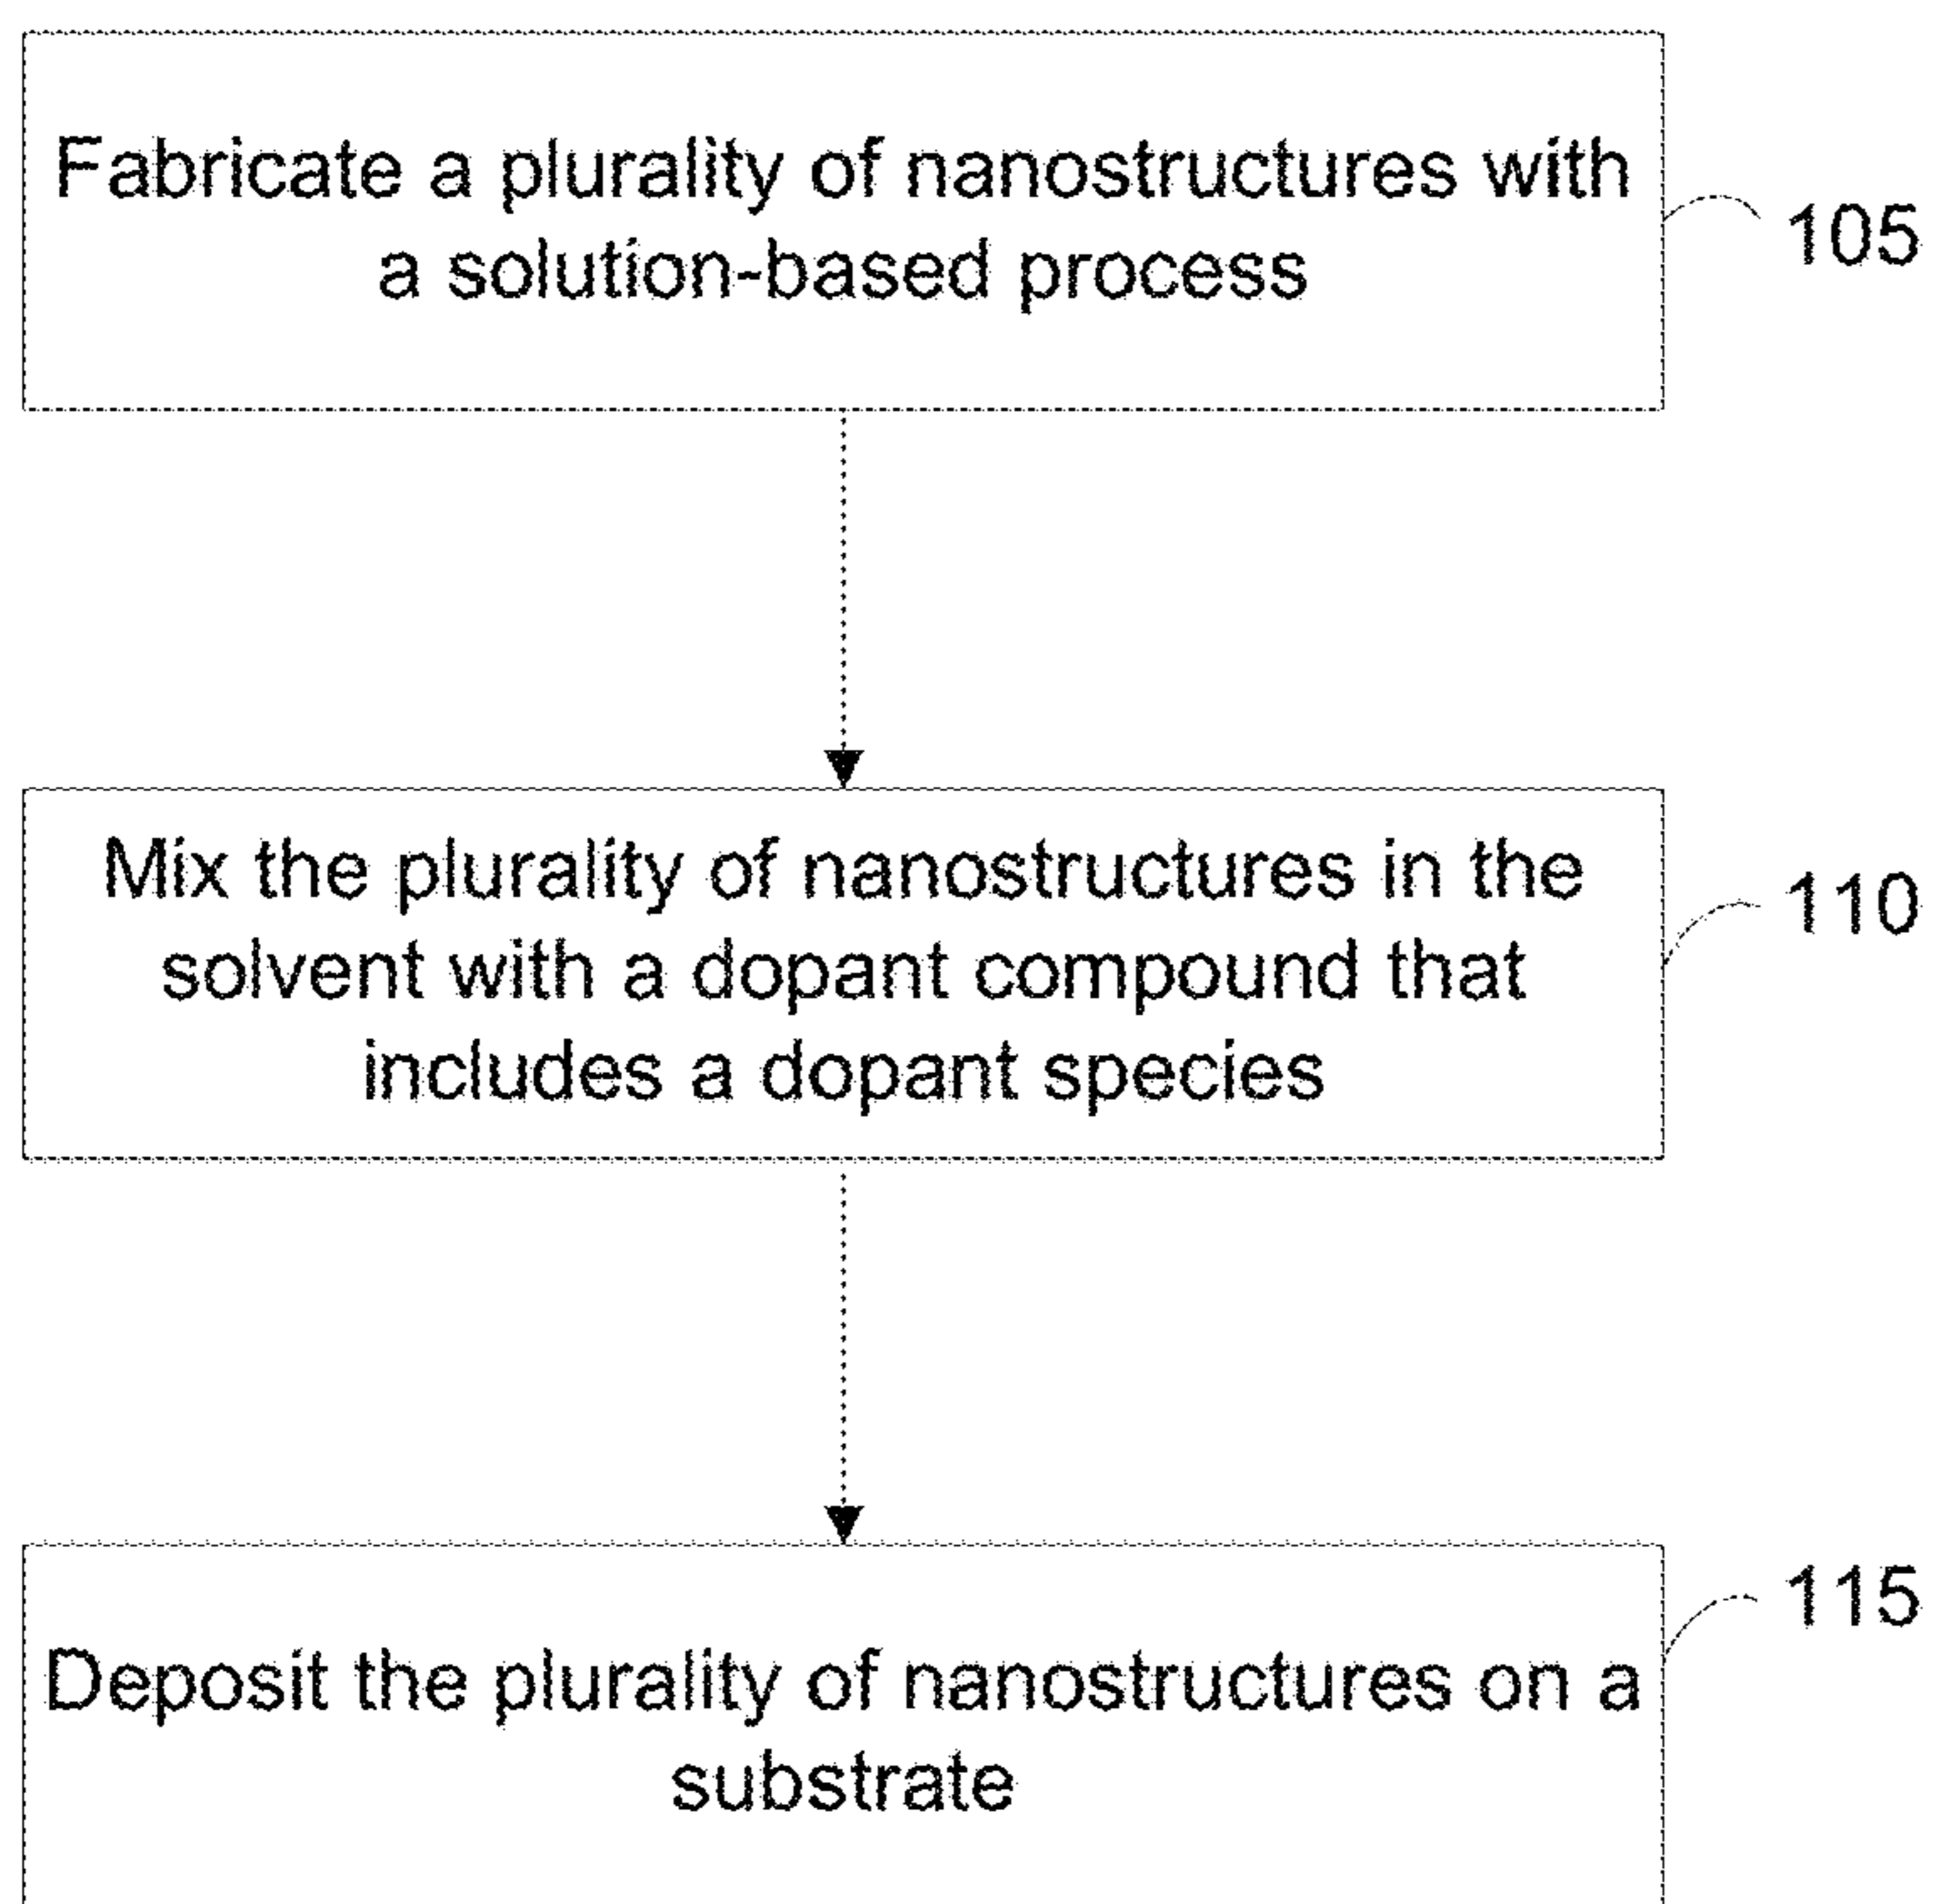 Fabricate a plurality of nanostructures with
a solution-based process
105
Mix the plurality of nanostructures in the
solvent with a dopant compound that
includes a dopant species
110
Deposit the plurality of nanostructures on a
substrate
115